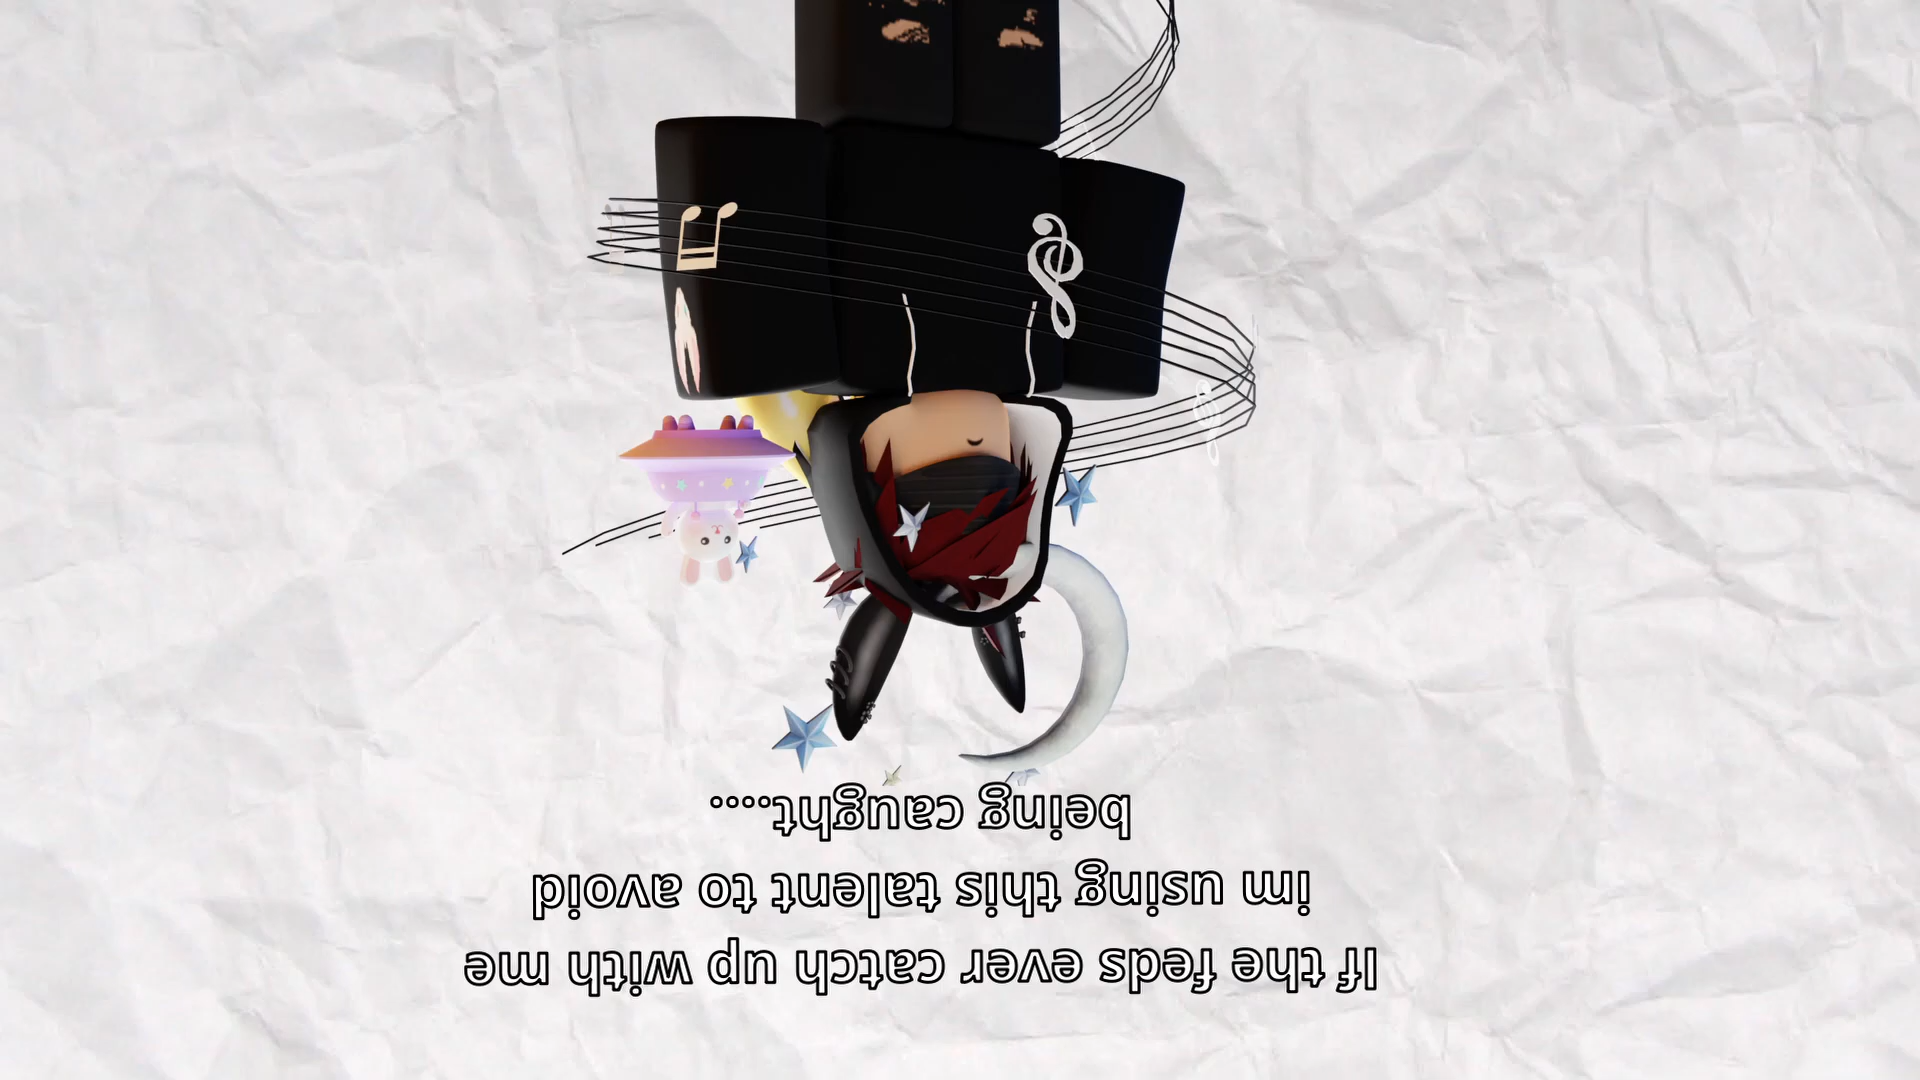 If the feds ever catch up with me
im using this talent to avoid
being caught....